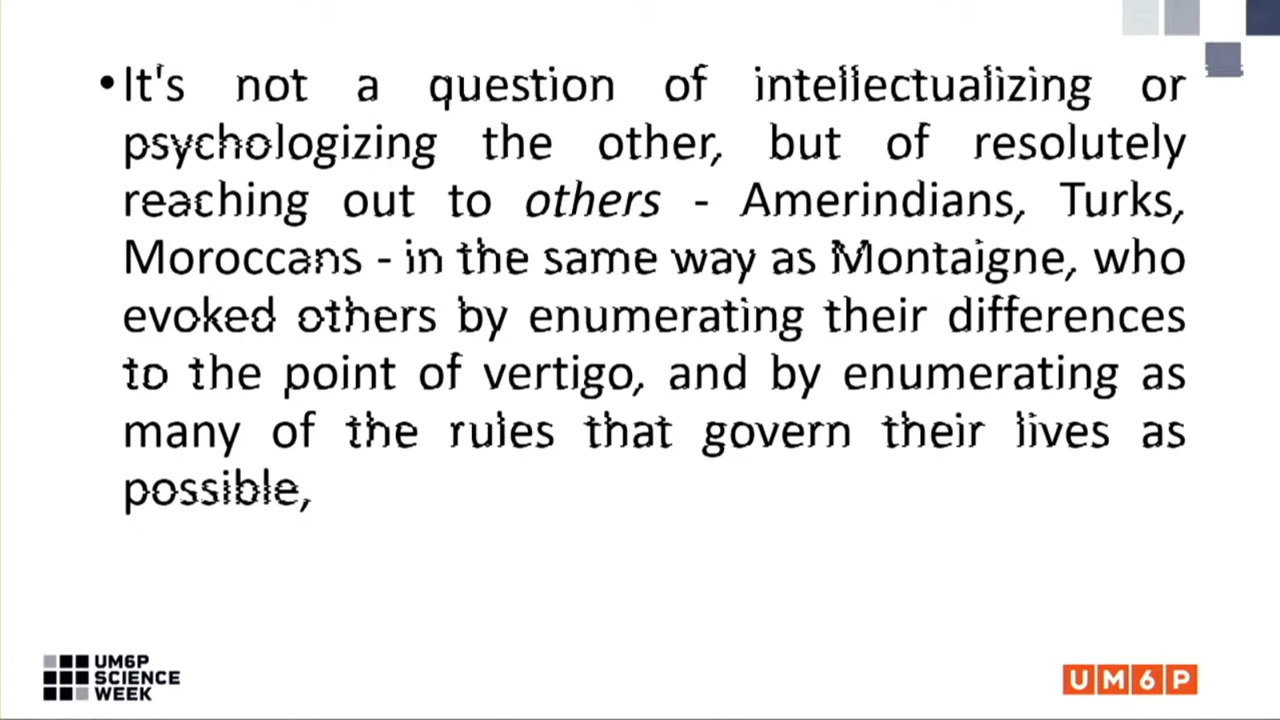 •It's not a question of intellectualizing or
psychologizing the other, but of resolutely
reaching out to others - Amerindians, Turks,
Moroccans - in the same way as Montaigne, who
evoked others by enumerating their differences
to the point of vertigo, and by enumerating as
many of the rules that govern their lives as
possible,
UM6P
SCIENCE
WEEK
UM6P